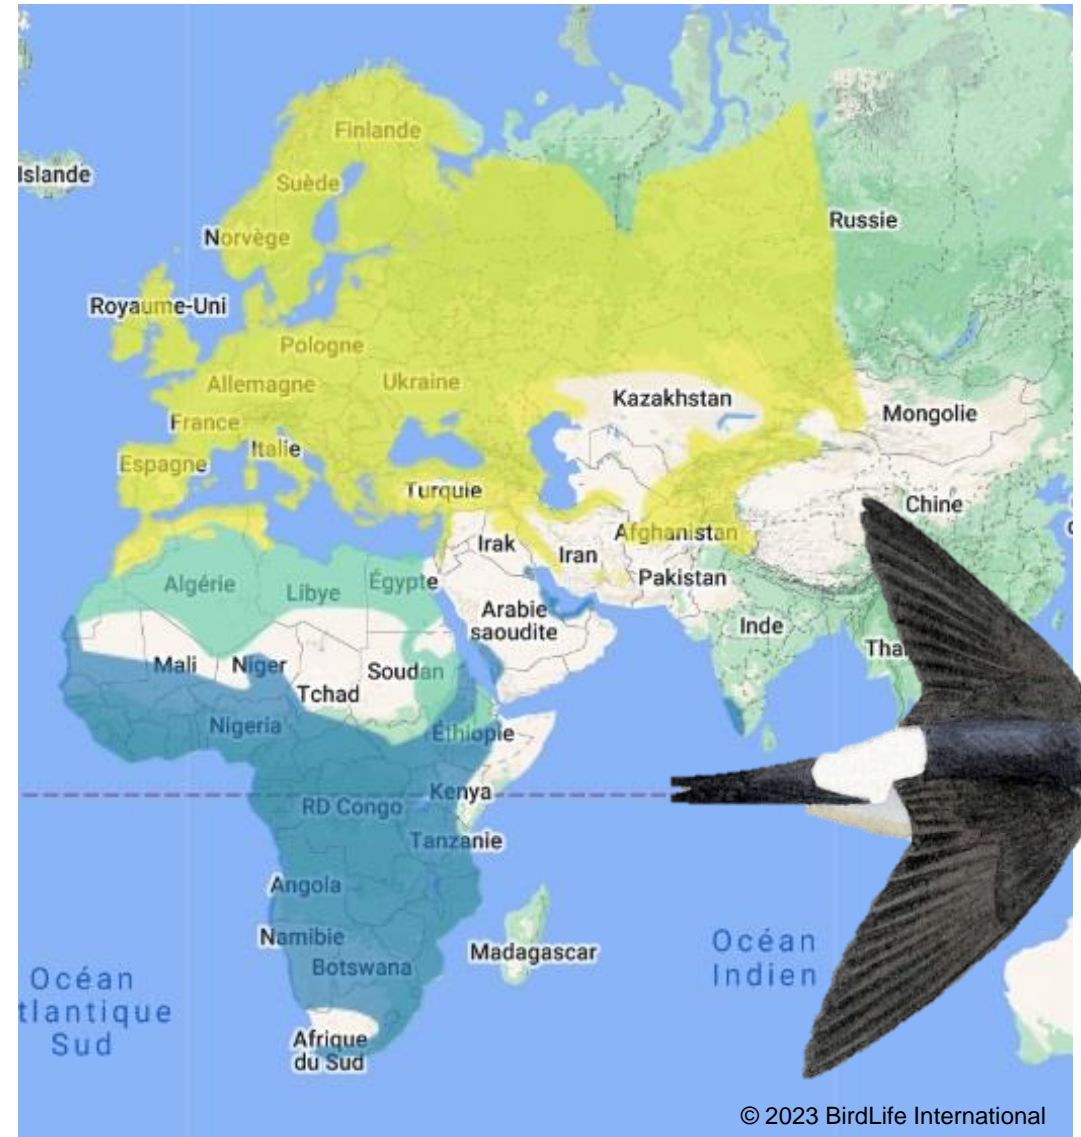 Finlande
Islande
Suède
Russie
Norvège
Royaume-Uni
Pologne
Allemagne
Ukraine
Kazakhstan
Mongolie
France
Italie
Espagne
Turquie
Chine
Afghanistan
Irak
Iran
Pakistan
Algérie
Libye
Égypte
Arabie
saoudite
Inde
Tha
Mali
Niger
Soudan
Tchad
Nigeria
Éthiopie
Kenya
RD Congo
Tanzanie
Angola
Namibie
Botswana
Madagascar
Océan
Indien
Océan
tlantique
Sud
Afrique
du Sud
© 2023 BirdLife International